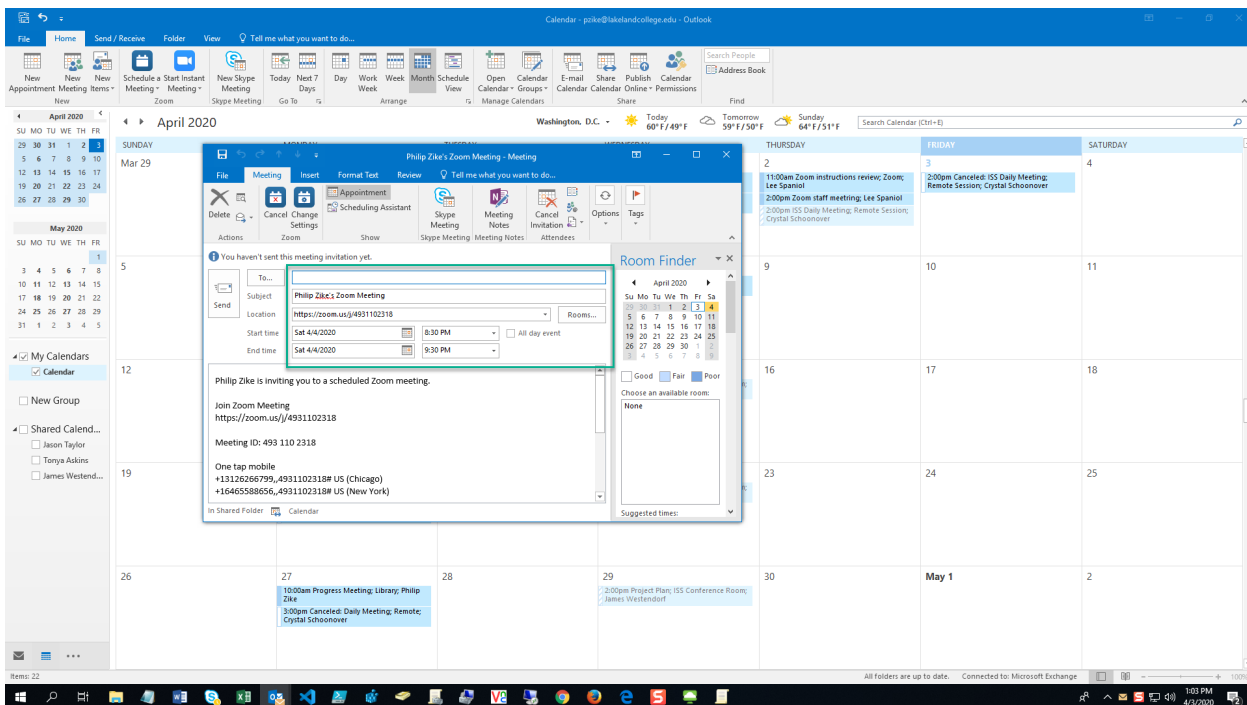 Calendar - pzike@lakelandcollege.edu - Outlook
File Home Send / Receive Folder View Tell me what you want to do...
New Appointment
New Meeting
New Items
Schedule a Meeting
Start Instant Meeting
New Skype Meeting
Today
Next 7 Days
Day
Work Week
Week
Month
Schedule View
Open Calendar
Calendar Groups
E-mail Calendar
Share Calendar
Publish Online
Calendar Permissions
Search People
Address Book
New Zoom Skype Meeting Go To Arrange Manage Calendars Share Find
April 2020
SU MO TU WE TH FR
29 30 31 1 2 3
5 6 7 8 9 10
12 13 14 15 16 17
19 20 21 22 23 24
26 27 28 29 30
May 2020
SU MO TU WE TH FR
1
3 4 5 6 7 8
10 11 12 13 14 15
17 18 19 20 21 22
24 25 26 27 28 29
31 1 2 3 4 5
My Calendars
Calendar
New Group
Shared Calend...
Jason Taylor
Tonya Askins
James Westend...
April 2020
Washington, D.C.
Today
60°F/49°F
Tomorrow
59°F/50°F
Sunday
64°F/51°F
Search Calendar (Ctrl+E)
SUNDAY THURSDAY FRIDAY SATURDAY
Mar 29
2
11:00am Zoom instructions review; Zoom;
Lee Spaniol
2:00pm Zoom staff meetring; Lee Spaniol
2:00pm ISS Daily Meeting; Remote Session;
Crystal Schoonover
3
2:00pm Canceled: ISS Daily Meeting;
Remote Session; Crystal Schoonover
4
5 9 10 11
12 16 17 18
19 23 24 25
26
27
10:00am Progress Meeting; Library; Philip
Zike
3:00pm Canceled: Daily Meeting; Remote;
Crystal Schoonover
28
29
2:00pm Project Plan; ISS Conference Room;
James Westendorf
30
May 1
2
Philip Zike's Zoom Meeting - Meeting
File Meeting Insert Format Text Review Tell me what you want to do...
Delete
Cancel
Change Settings
Appointment
Scheduling Assistant
Skype Meeting
Meeting Notes
Cancel Invitation
Options
Tags
Actions Zoom Show Skype Meeting Meeting Notes Attendees
You haven't sent this meeting invitation yet.
Send
To...
Subject Philip Zike's Zoom Meeting
Location https://zoom.us/j/4931102318 Rooms...
Start time Sat 4/4/2020 8:30 PM All day event
End time Sat 4/4/2020 9:30 PM
Philip Zike is inviting you to a scheduled Zoom meeting.
Join Zoom Meeting
https://zoom.us/j/4931102318
Meeting ID: 493 110 2318
One tap mobile
+13126266799,,4931102318# US (Chicago)
+16465588656,,4931102318# US (New York)
In Shared Folder Calendar
Room Finder
April 2020
Su Mo Tu We Th Fr Sa
29 30 31 1 2 3 4
5 6 7 8 9 10 11
12 13 14 15 16 17 18
19 20 21 22 23 24 25
26 27 28 29 30 1 2
3 4 5 6 7 8 9
Good Fair Poor
Choose an available room:
None
Suggested times:
Items: 22
All folders are up to date. Connected to: Microsoft Exchange
100%
1:03 PM
4/3/2020